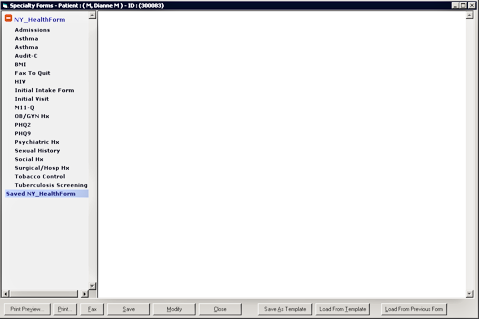 Specialty Forms - Patient : ( M, Dianne M ) - ID : (300083)
NY_HealthForm
Admissions
Asthma
Asthma
Audit-C
BMI
Fax To Quit
HIV
Initial Intake Form
Initial Visit
M11-Q
OB/GYN Hx
PHQ2
PHQ9
Psychiatric Hx
Sexual History
Social Hx
Surgical/Hosp Hx
Tobacco Control
Tuberculosis Screening
Saved NY_HealthForm
Print Preview... Print... Fax Save Modify Close Save As Template Load From Template Load From Previous Form